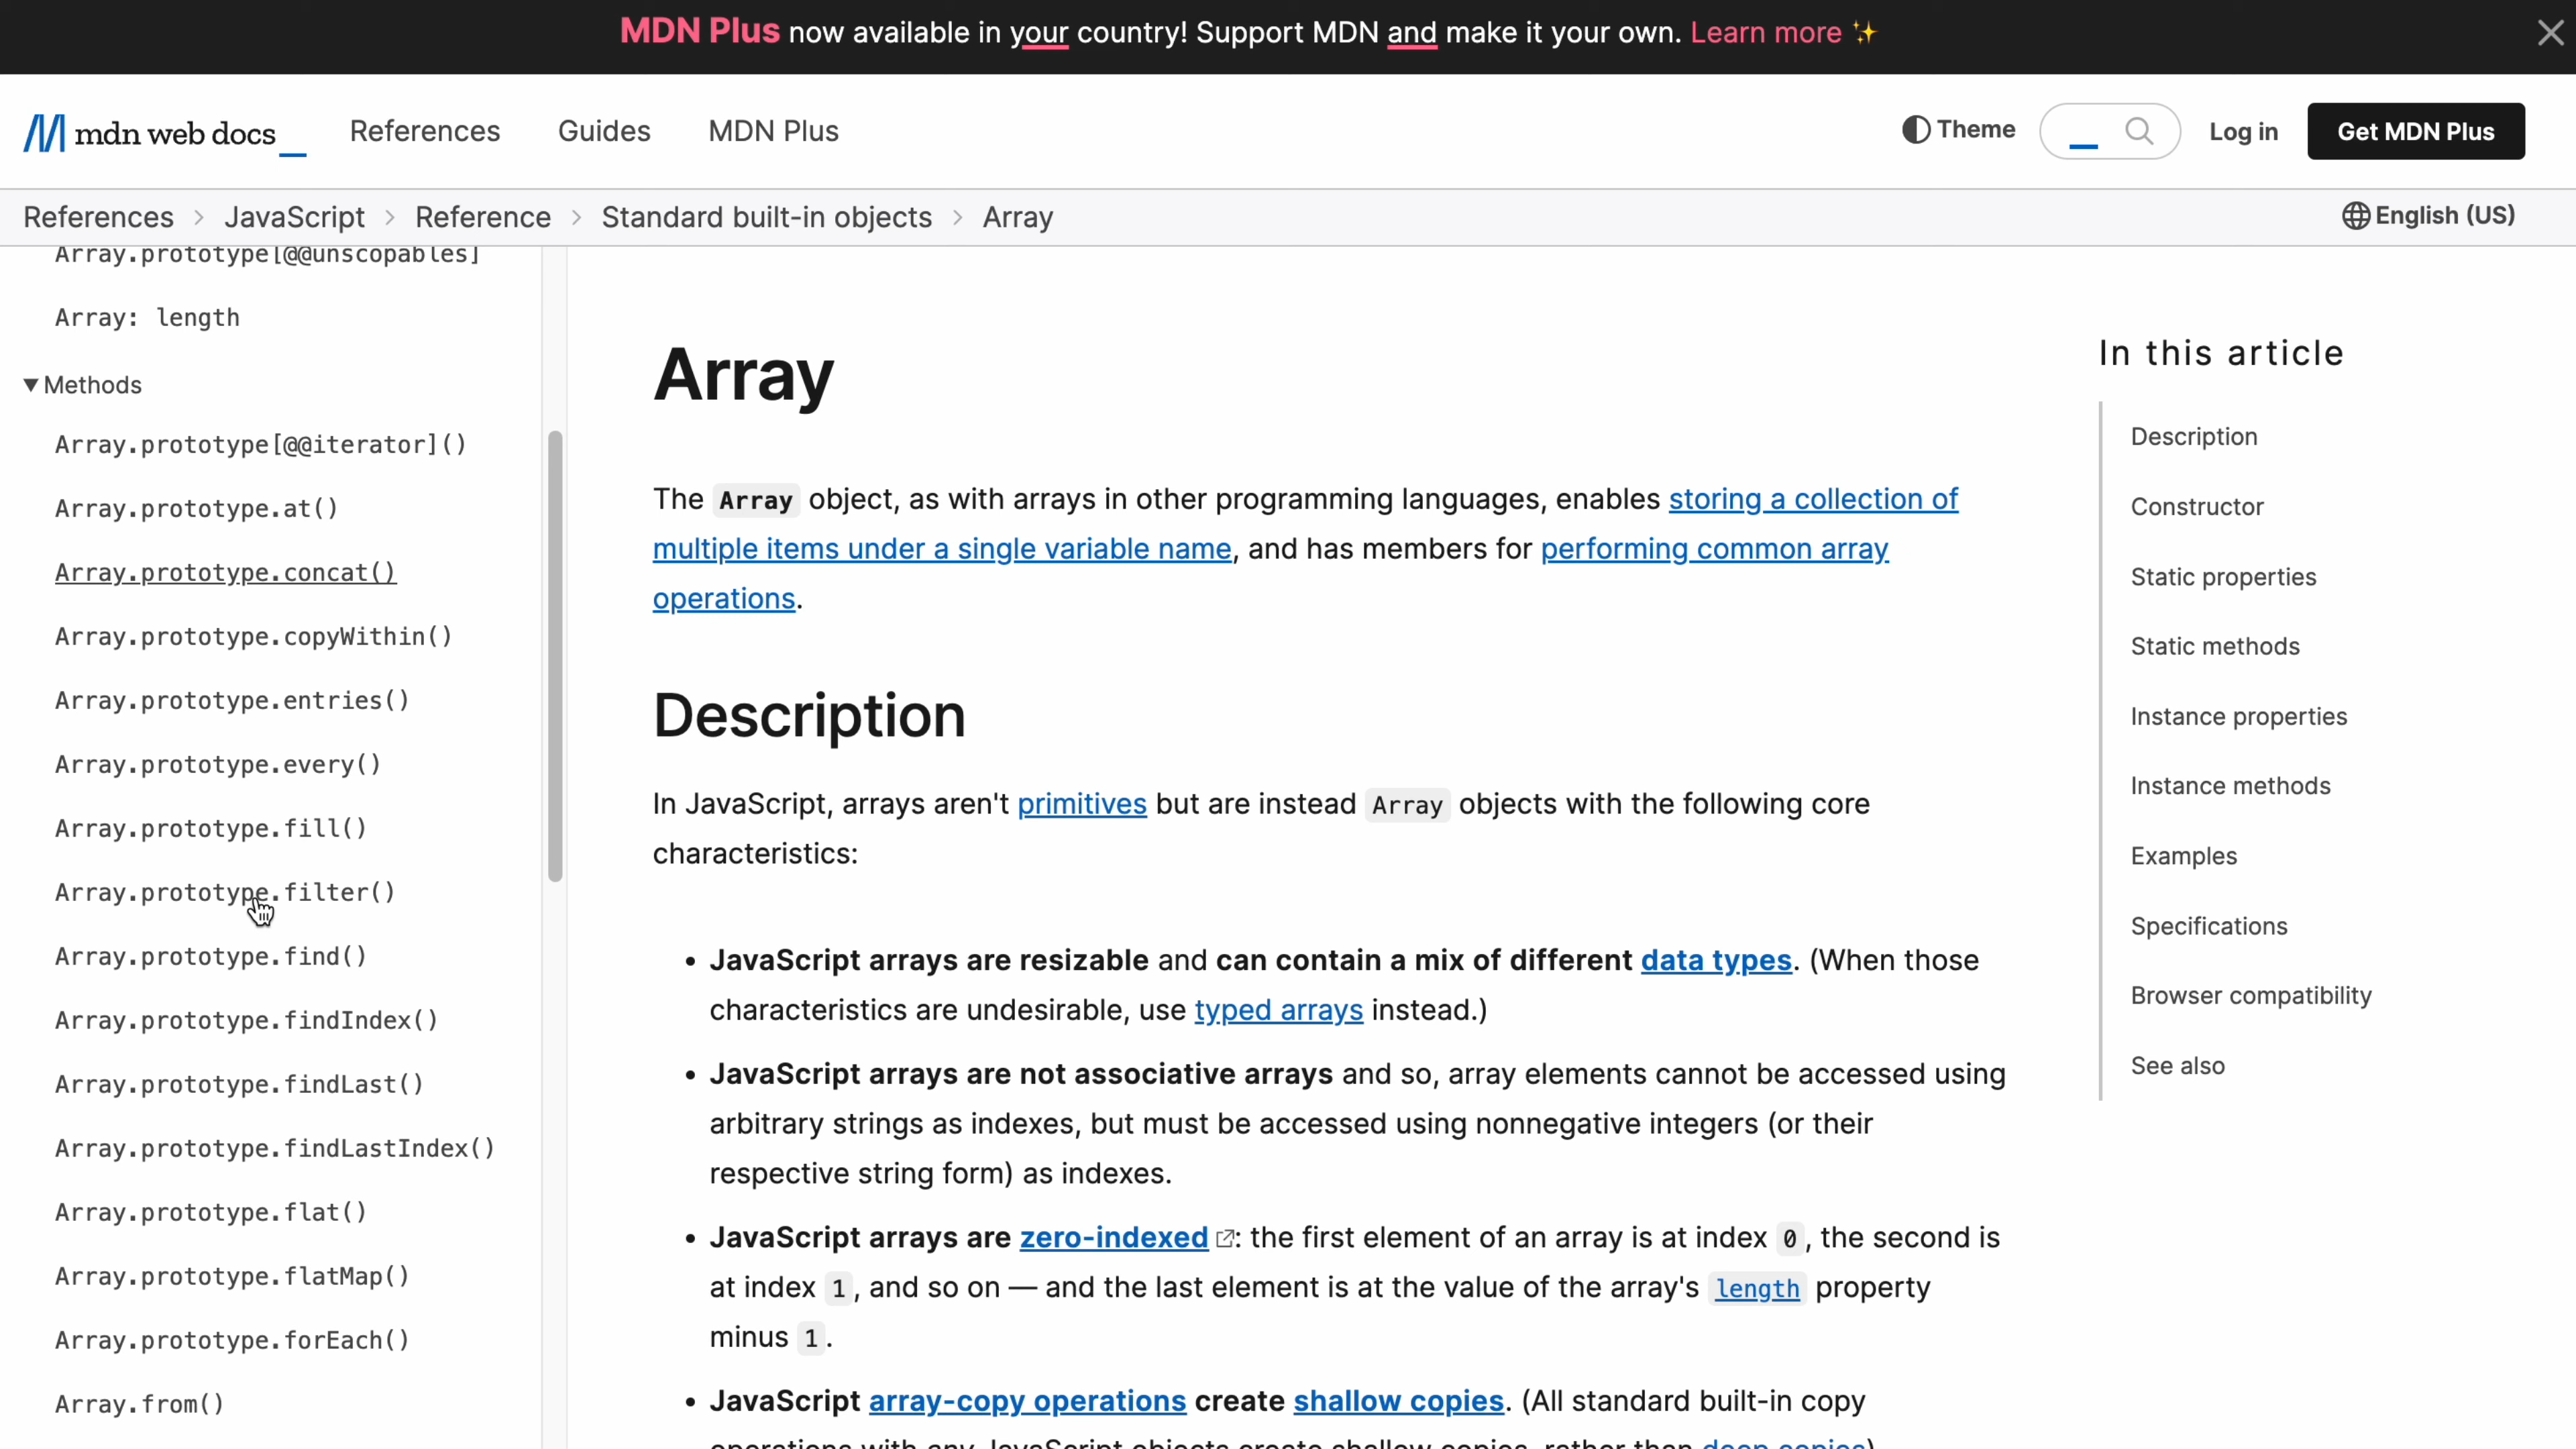 MDN Plus now available in your country! Support MDN and make it your own. Learn more ✨
mdn web docs_
References
Guides
MDN Plus
Theme
Log in
Get MDN Plus
References > JavaScript > Reference > Standard built-in objects > Array
English (US)
Array.prototype[@@unscopables]
Array: length
▼ Methods
Array.prototype[@@iterator]()
Array.prototype.at()
Array.prototype.concat()
Array.prototype.copyWithin()
Array.prototype.entries()
Array.prototype.every()
Array.prototype.fill()
Array.prototype.filter()
Array.prototype.find()
Array.prototype.findIndex()
Array.prototype.findLast()
Array.prototype.findLastIndex()
Array.prototype.flat()
Array.prototype.flatMap()
Array.prototype.forEach()
Array.from()
Array
The Array object, as with arrays in other programming languages, enables storing a collection of
multiple items under a single variable name, and has members for performing common array
operations.
Description
In JavaScript, arrays aren't primitives but are instead Array objects with the following core
characteristics:
• JavaScript arrays are resizable and can contain a mix of different data types. (When those
characteristics are undesirable, use typed arrays instead.)
• JavaScript arrays are not associative arrays and so, array elements cannot be accessed using
arbitrary strings as indexes, but must be accessed using nonnegative integers (or their
respective string form) as indexes.
• JavaScript arrays are zero-indexed: the first element of an array is at index 0, the second is
at index 1, and so on — and the last element is at the value of the array's length property
minus 1.
• JavaScript array-copy operations create shallow copies. (All standard built-in copy
operations with any JavaScript objects create shallow copies, rather than deep copies)
In this article
Description
Constructor
Static properties
Static methods
Instance properties
Instance methods
Examples
Specifications
Browser compatibility
See also